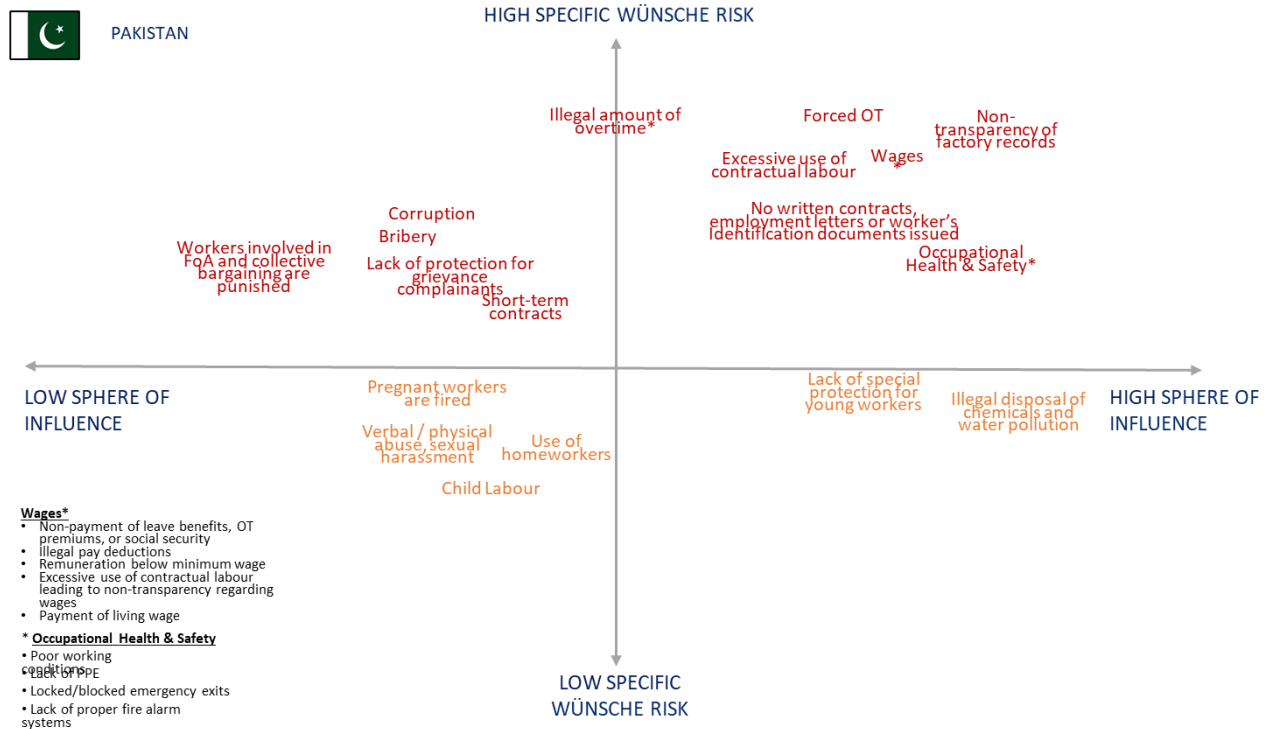 PAKISTAN
HIGH SPECIFIC WÜNSCHE RISK
Illegal amount of
overtime*
Forced OT
Non-
transparency of
factory records
Excessive use of
contractual labour
Wages
*
Corruption
Bribery
No written contracts,
employment letters or worker's
Identification documents issued
Workers involved in
FoA and collective
bargaining are
punished
Lack of protection for
grievance
complainants
Short-term
contracts
Occupational
Health & Safety*
LOW SPHERE OF
INFLUENCE
HIGH SPHERE OF
INFLUENCE
Pregnant workers
are fired
Lack of special
protection for
young workers
Illegal disposal of
chemicals and
water pollution
Verbal / physical
abuse, sexual
harassment
Use of
homeworkers
Child Labour
Wages*
• Non-payment of leave benefits, OT
premiums, or social security
• Illegal pay deductions
• Remuneration below minimum wage
• Excessive use of contractual labour
leading to non-transparency regarding
wages
• Payment of living wage
* Occupational Health & Safety
• Poor working
conditions
• Lack of PPE
• Locked/blocked emergency exits
• Lack of proper fire alarm
systems
LOW SPECIFIC
WÜNSCHE RISK